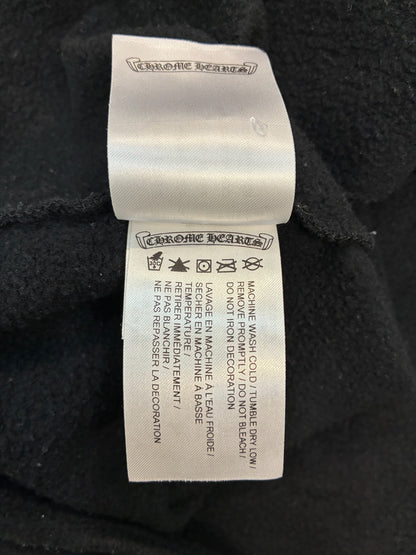 CHROME HEARTS
CHROME HEARTS
MACHINE WASH COLD / TUMBLE DRY LOW /
REMOVE PROMPTLY / DO NOT BLEACH /
DO NOT IRON DECORATION
LAVAGE EN MACHINE À L'EAU FROIDE /
SECHER EN MACHINE À BASSE
TEMPERATURE /
RETIRER IMMÉDIATEMENT /
NE PAS BLANCHIR /
NE PAS REPASSER LA DECORATION